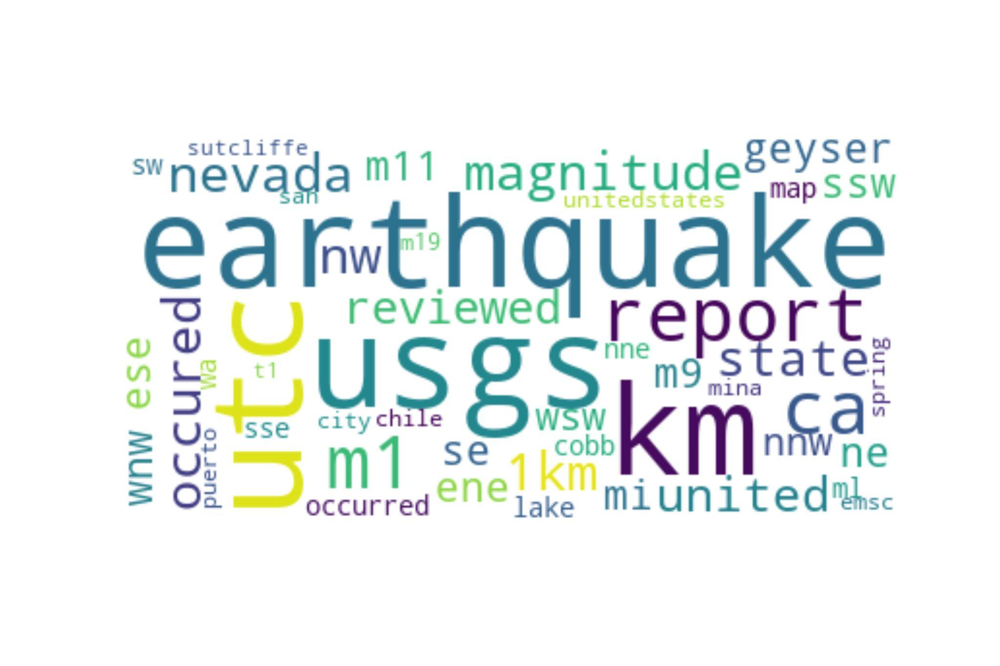 sutcliffe
geyser
sw
nevada
m11
magnitude
san
unitedstates
map
ssw
earthquake
nw
m19
occured
utc
reviewed
report
ese
wa
t1
usgs
nne
m9
state
spring
mina
sse
city
chile
wsw
km
ca
wnw
puerto
m1
se
cobb
nnw
ne
ene
1km
mi
united
ml
emsc
occurred
lake